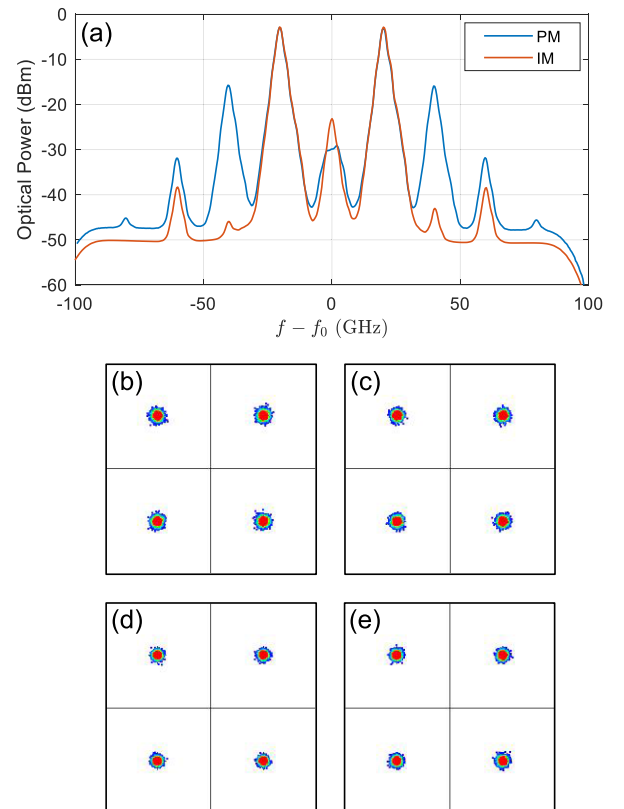 (a)
PM
IM
Optical Power (dBm)
0
-10
-20
-30
-40
-50
-60
-100
-50
0
50
100
f − f₀ (GHz)
(b)
(c)
(d)
(e)